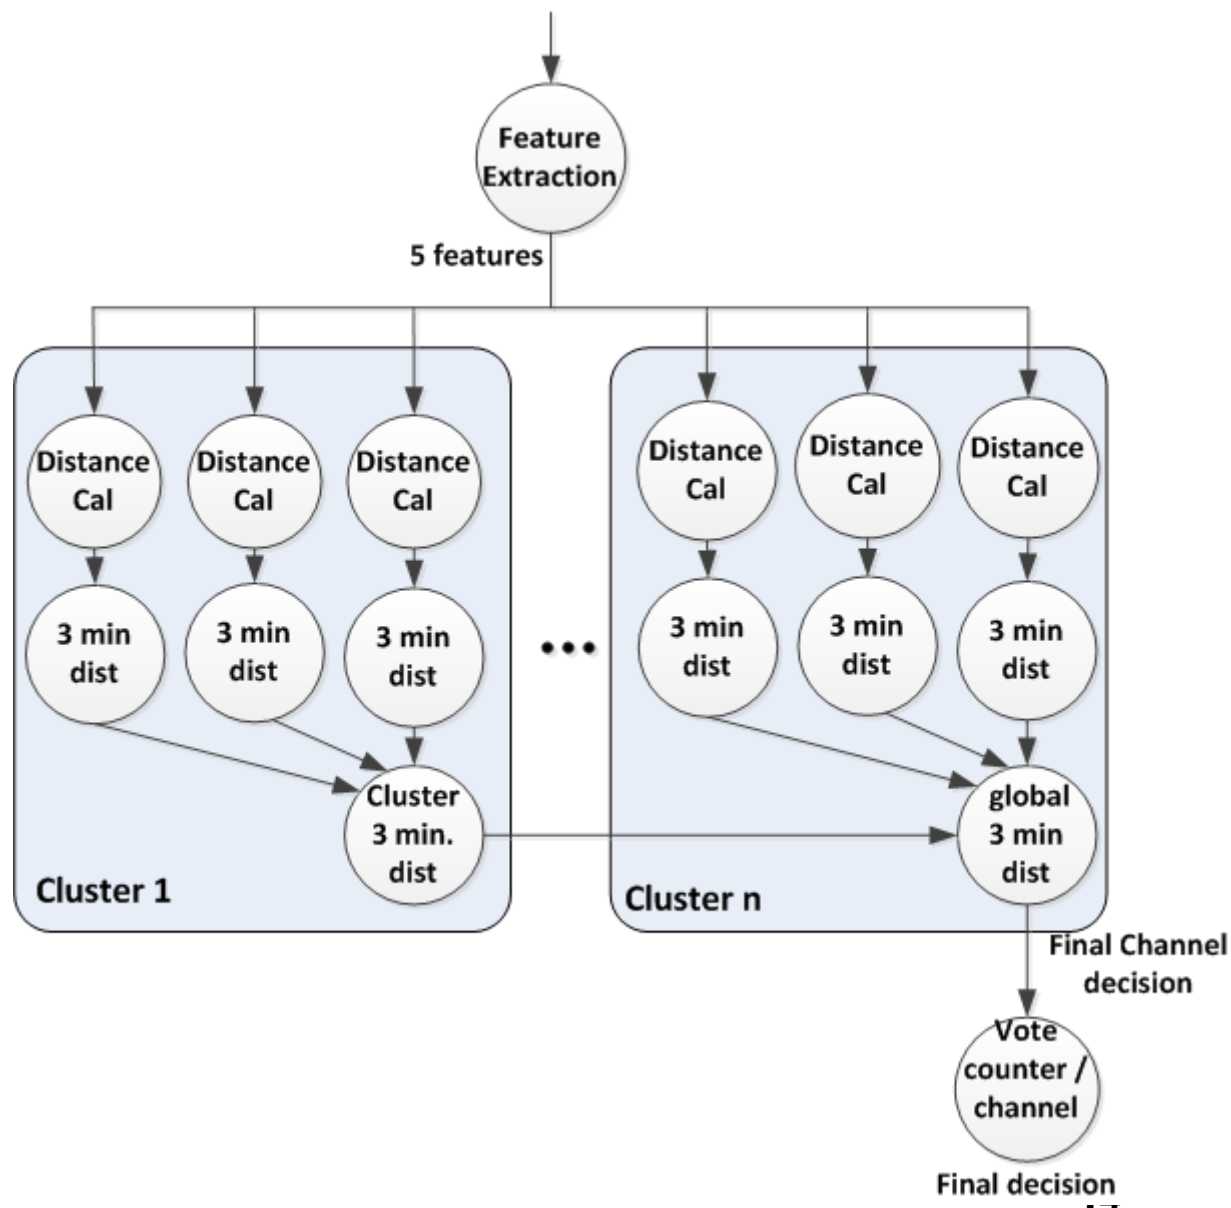 Feature
Extraction
5 features
Distance
Cal
Distance
Cal
Distance
Cal
3 min
dist
3 min
dist
3 min
dist
Cluster
3 min.
dist
Cluster 1
Distance
Cal
Distance
Cal
Distance
Cal
3 min
dist
3 min
dist
3 min
dist
global
3 min
dist
Cluster n
Final Channel
decision
Vote
counter /
channel
Final decision